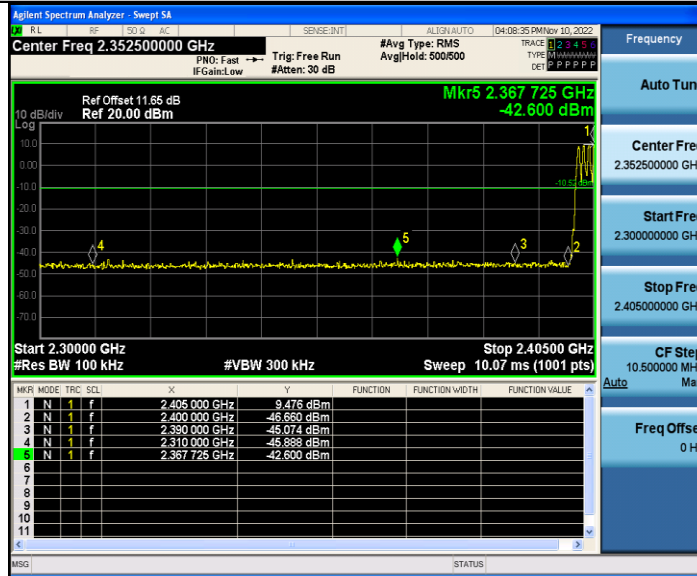 Agilent Spectrum Analyzer - Swept SA
RL RF 50 Ω AC SENSE:INT ALIGN AUTO 04:08:35 PM Nov 10, 2022
Center Freq 2.352500000 GHz
PNO: Fast
IFGain:Low
Trig: Free Run
#Atten: 30 dB
#Avg Type: RMS
Avg|Hold: 500/500
TRACE 1 2 3 4 5 6
TYPE M
DET P P P P P P
Mkr5 2.367 725 GHz
-42.600 dBm
Ref Offset 11.65 dB
Ref 20.00 dBm
10 dB/div
Log
10.0
0.00
-10.0
-20.0
-30.0
-40.0
-50.0
-60.0
-70.0
1
-10.52 dBm
4
5
3
2
Start 2.30000 GHz Stop 2.40500 GHz
#Res BW 100 kHz #VBW 300 kHz Sweep 10.07 ms (1001 pts)
MKR MODE TRC SCL X Y FUNCTION FUNCTION WIDTH FUNCTION VALUE
1 N 1 f 2.405 000 GHz 9.476 dBm
2 N 1 f 2.400 000 GHz -46.660 dBm
3 N 1 f 2.390 000 GHz -45.074 dBm
4 N 1 f 2.310 000 GHz -45.888 dBm
5 N 1 f 2.367 725 GHz -42.600 dBm
6
7
8
9
10
11
MSG STATUS
Frequency
Auto Tun
Center Fre
2.352500000 GH
Start Fre
2.300000000 GH
Stop Fre
2.405000000 GH
CF Step
10.500000 MH
Auto Ma
Freq Offse
0 H